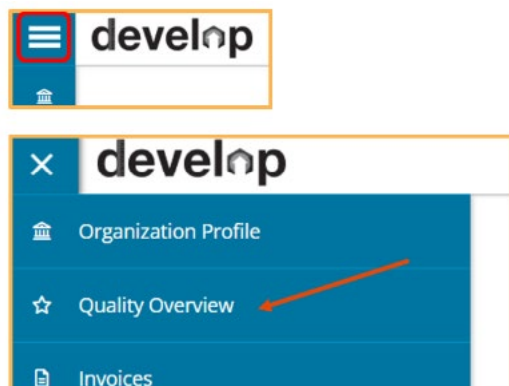 develop
develop
Organization Profile
Quality Overview
Invoices